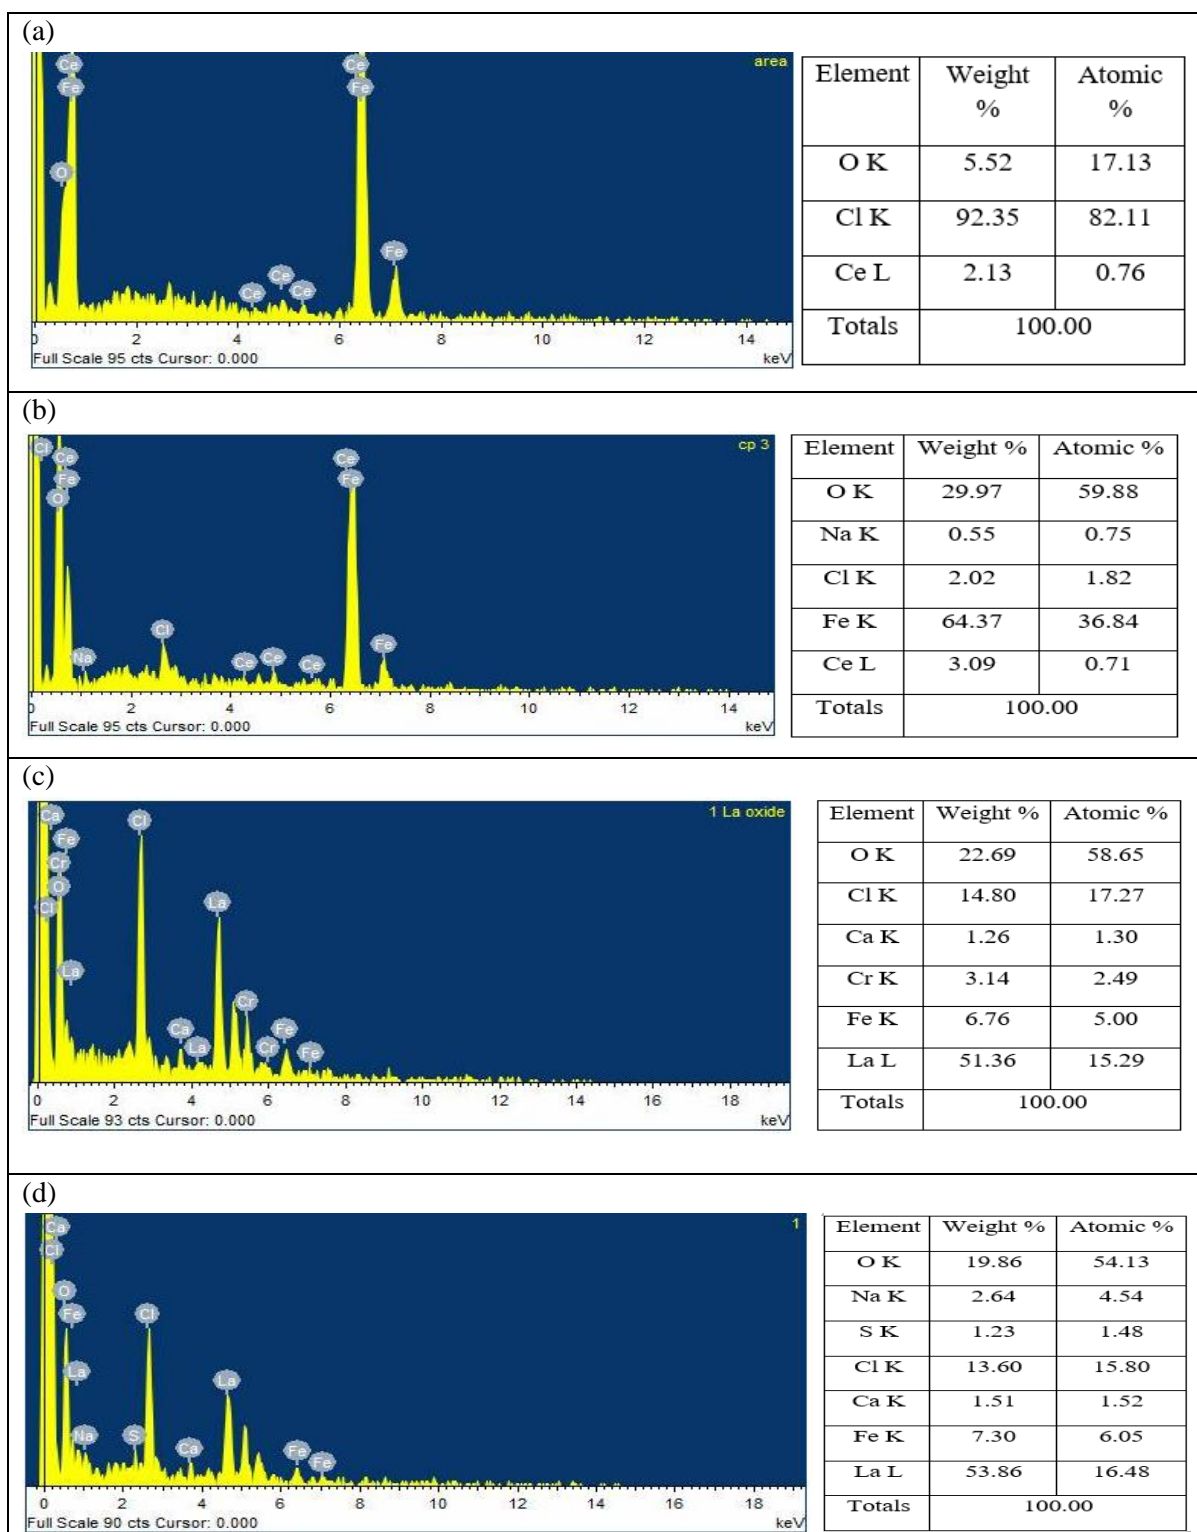 (a)
area
Ce Ce
Fe Fe
O
Fe
Ce Ce Ce
0 2 4 6 8 10 12 14
Full Scale 95 cts Cursor: 0.000 keV
Element Weight % Atomic %
O K 5.52 17.13
Cl K 92.35 82.11
Ce L 2.13 0.76
Totals 100.00
(b)
cp 3
Cl Ce Ce
Fe Fe
O
Na Cl Ce Ce Ce Fe
0 2 4 6 8 10 12 14
Full Scale 95 cts Cursor: 0.000 keV
Element Weight % Atomic %
O K 29.97 59.88
Na K 0.55 0.75
Cl K 2.02 1.82
Fe K 64.37 36.84
Ce L 3.09 0.71
Totals 100.00
(c)
1 La oxide
Ca Cl
Fe
Cr
O
Cl La
La
Ca La Cr Cr Fe Fe
0 2 4 6 8 10 12 14 16 18
Full Scale 93 cts Cursor: 0.000 keV
Element Weight % Atomic %
O K 22.69 58.65
Cl K 14.80 17.27
Ca K 1.26 1.30
Cr K 3.14 2.49
Fe K 6.76 5.00
La L 51.36 15.29
Totals 100.00
(d)
1
Ca
Cl
O
Fe Cl
La La
Na S Ca Fe Fe
0 2 4 6 8 10 12 14 16 18
Full Scale 90 cts Cursor: 0.000 keV
Element Weight % Atomic %
O K 19.86 54.13
Na K 2.64 4.54
S K 1.23 1.48
Cl K 13.60 15.80
Ca K 1.51 1.52
Fe K 7.30 6.05
La L 53.86 16.48
Totals 100.00